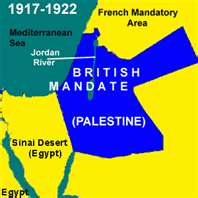 1917-1922
French Mandatory
Area
Mediterranean
Sea
Jordan
River
BRITISH
MANDATE
(PALESTINE)
Sinai Desert
(Egypt)
Egypt